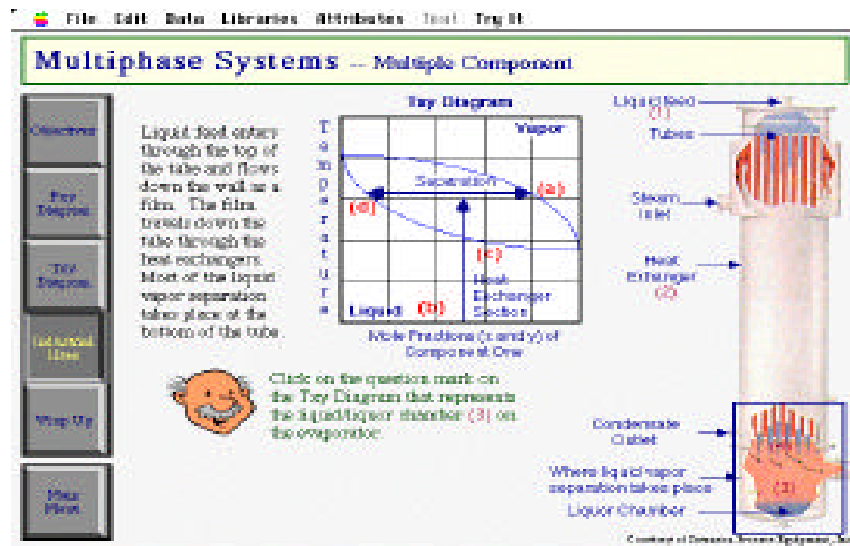 File Edit Data Libraries Attributes Tool Try It
Multiphase Systems -- Multiple Component
Objectives
Pxy
Diagram
Txy
Diagram
Industrial
Uses
Wrap Up
Main
Menu
Liquid feed enters
through the top of
the tube and flows
down the wall as a
film. The film
travels down the
tube through the
heat exchangers.
Most of the liquid
vapor separation
takes place at the
bottom of the tube.
Txy Diagram
Temperature
Vapor
Separation
(a)
(d)
(c)
Heat
Exchanger
Section
Liquid
(b)
Mole Fractions (x and y) of
Component One
Click on the question mark on
the Txy Diagram that represents
the liquid/liquor chamber (3) on
the evaporator.
Liquid feed
(1)
Tubes
Steam
Inlet
Heat
Exchanger
(2)
Condensate
Outlet
Where liquid vapor
separation takes place
(3)
Liquor Chamber